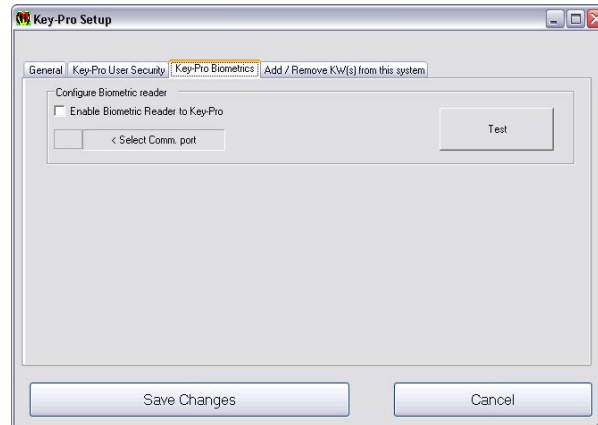 Key-Pro Setup
General Key-Pro User Security Key-Pro Biometrics Add / Remove KW(s) from this system
Configure Biometric reader
Enable Biometric Reader to Key-Pro
< Select Comm. port
Test
Save Changes
Cancel